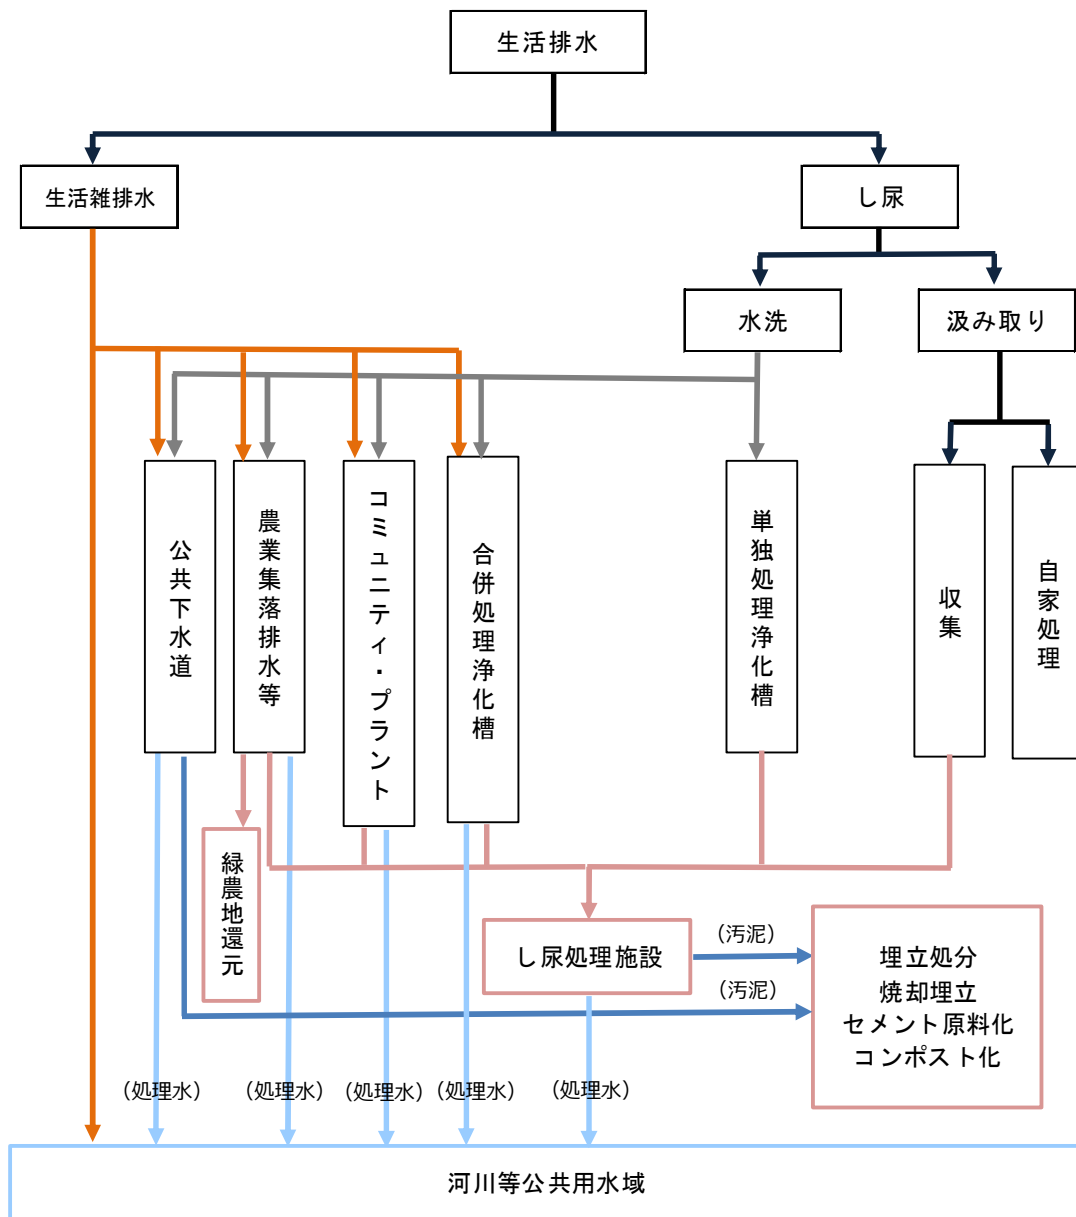 生活排水
生活雑排水
し尿
水洗
汲み取り
公共下水道
農業集落排水等
コミュニティ・プラント
合併処理浄化槽
単独処理浄化槽
収集
自家処理
緑農地還元
し尿処理施設
（汚泥）
（汚泥）
埋立処分
焼却埋立
セメント原料化
コンポスト化
（処理水）
（処理水）
（処理水）
（処理水）
（処理水）
河川等公共用水域